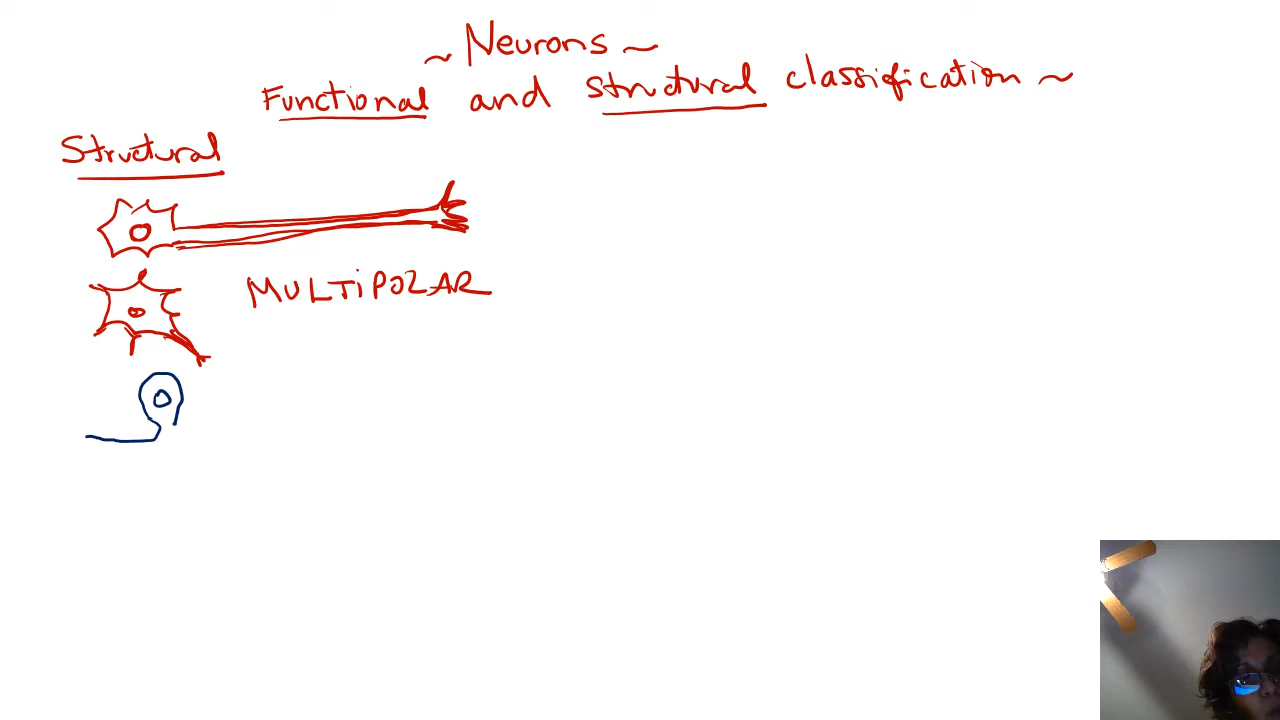 ~ Neurons ~
Functional and structural classification ~
Structural
MULTiPOLAR